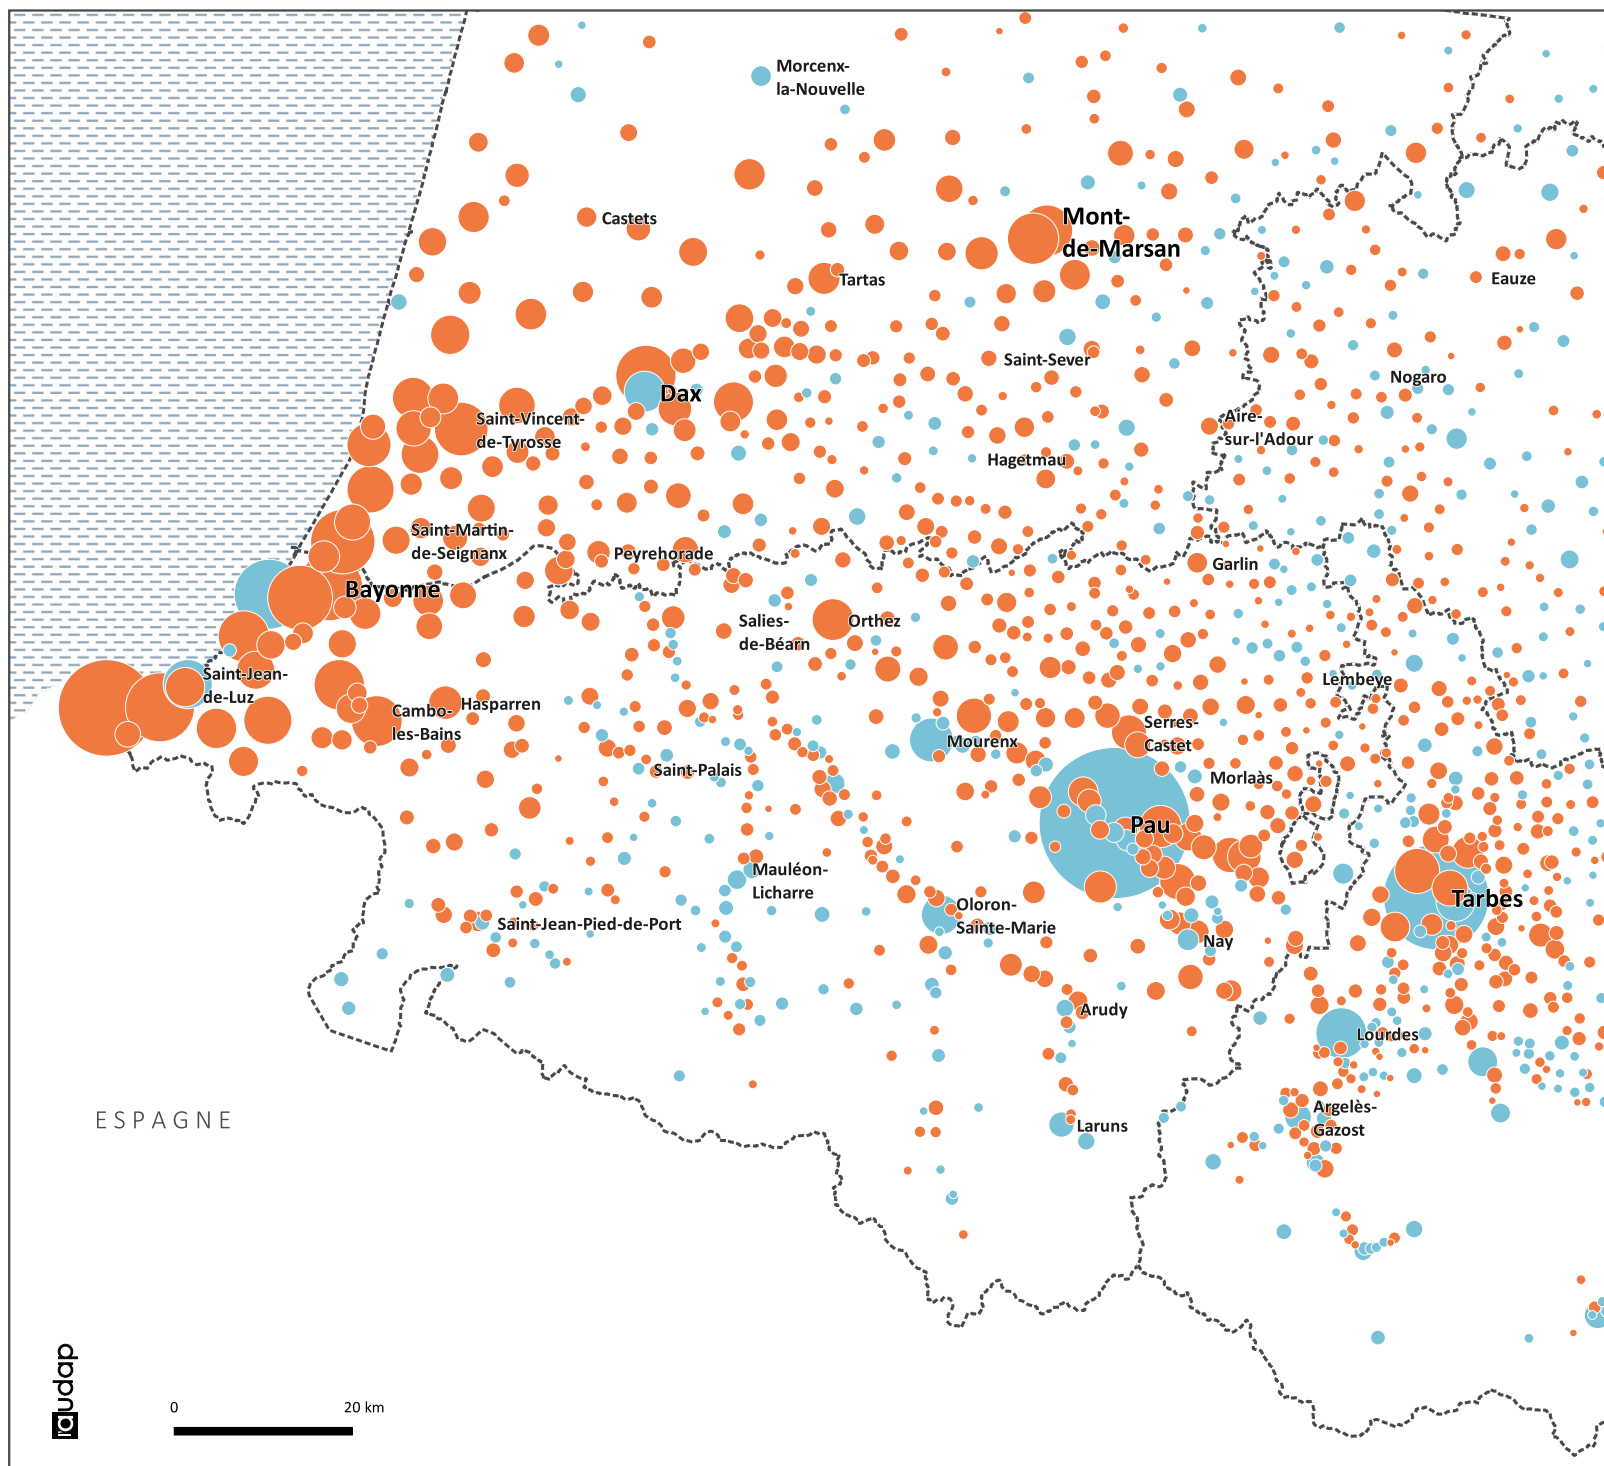 Morcenx-
la-Nouvelle
Castets
Mont-
de-Marsan
Tartas
Eauze
Saint-Sever
Nogaro
Dax
Saint-Vincent-
de-Tyrosse
Aire-
sur-l'Adour
Hagetmau
Saint-Martin-
de-Seignanx
Peyrehorade
Garlin
Bayonne
Salies-
de-Béarn
Orthez
Saint-Jean-
de-Luz
Lembeye
Hasparren
Cambo-
les-Bains
Serres-
Castet
Mourenx
Saint-Palais
Morlaàs
Pau
Mauléon-
Licharre
Tarbes
Oloron-
Sainte-Marie
Saint-Jean-Pied-de-Port
Nay
Arudy
Lourdes
ESPAGNE
Argelès-
Gazost
Laruns
l'audap
0 20 km